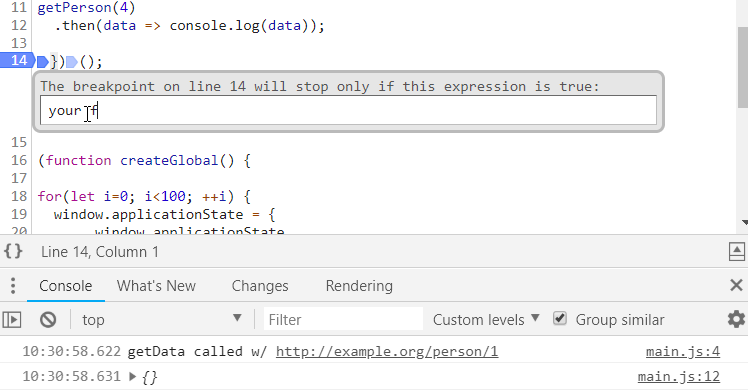 11 getPerson(4)
12 .then(data => console.log(data));
13
14 })();
The breakpoint on line 14 will stop only if this expression is true:
your f
15
16 (function createGlobal() {
17
18 for(let i=0; i<100; ++i) {
19 window.applicationState = {
20 window.applicationState
{} Line 14, Column 1
Console What's New Changes Rendering
top Filter Custom levels Group similar
10:30:58.622 getData called w/ http://example.org/person/1 main.js:4
10:30:58.631 {} main.js:12